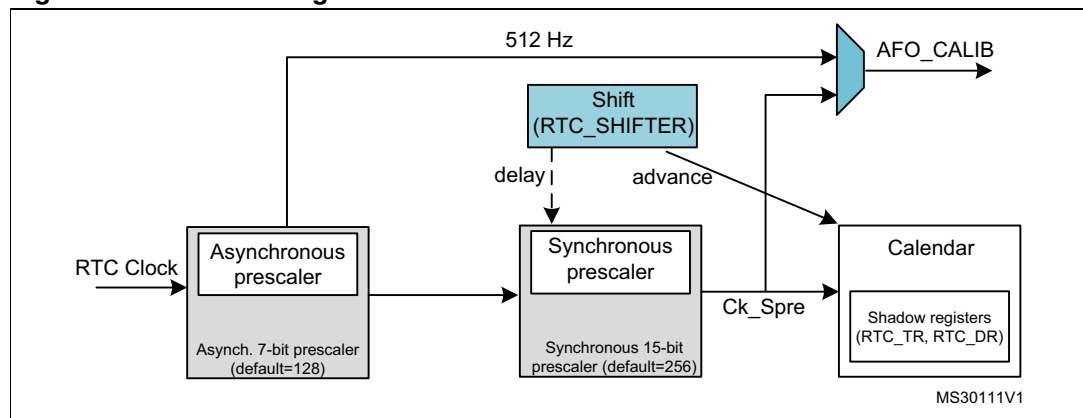 512 Hz
AFO_CALIB
Shift
(RTC_SHIFTER)
delay
advance
RTC Clock
Asynchronous
prescaler
Asynch. 7-bit prescaler
(default=128)
Synchronous
prescaler
Synchronous 15-bit
prescaler (default=256)
Ck_Spre
Calendar
Shadow registers
(RTC_TR, RTC_DR)
MS30111V1